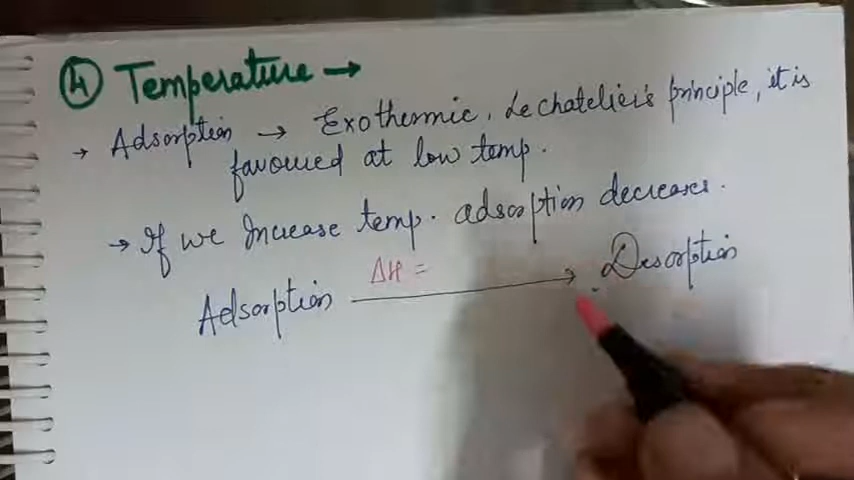 4 Temperature →
→ Adsorption → Exothermic, Le chatelier's principle, it is
favoured at low temp.
→ If we Increase temp. adsorption decreases.
Adsorption ΔH = → Desorption